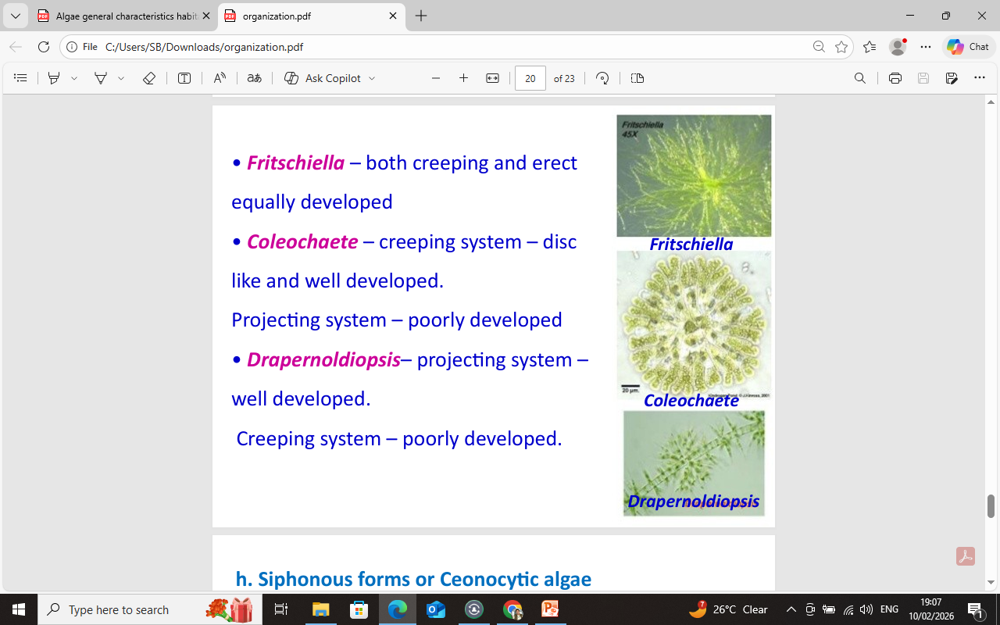 Algae general characteristics habit
organization.pdf
File C:/Users/SB/Downloads/organization.pdf
Chat
Ask Copilot
20 of 23
• Fritschiella – both creeping and erect
equally developed
• Coleochaete – creeping system – disc
like and well developed.
Projecting system – poorly developed
• Drapernoldiopsis– projecting system –
well developed.
Creeping system – poorly developed.
Fritschiella
45X
Fritschiella
20 µm.
Coleochaete
Drapernoldiopsis
h. Siphonous forms or Ceonocytic algae
Type here to search
7
26°C Clear
ENG
19:07
10/02/2026
1